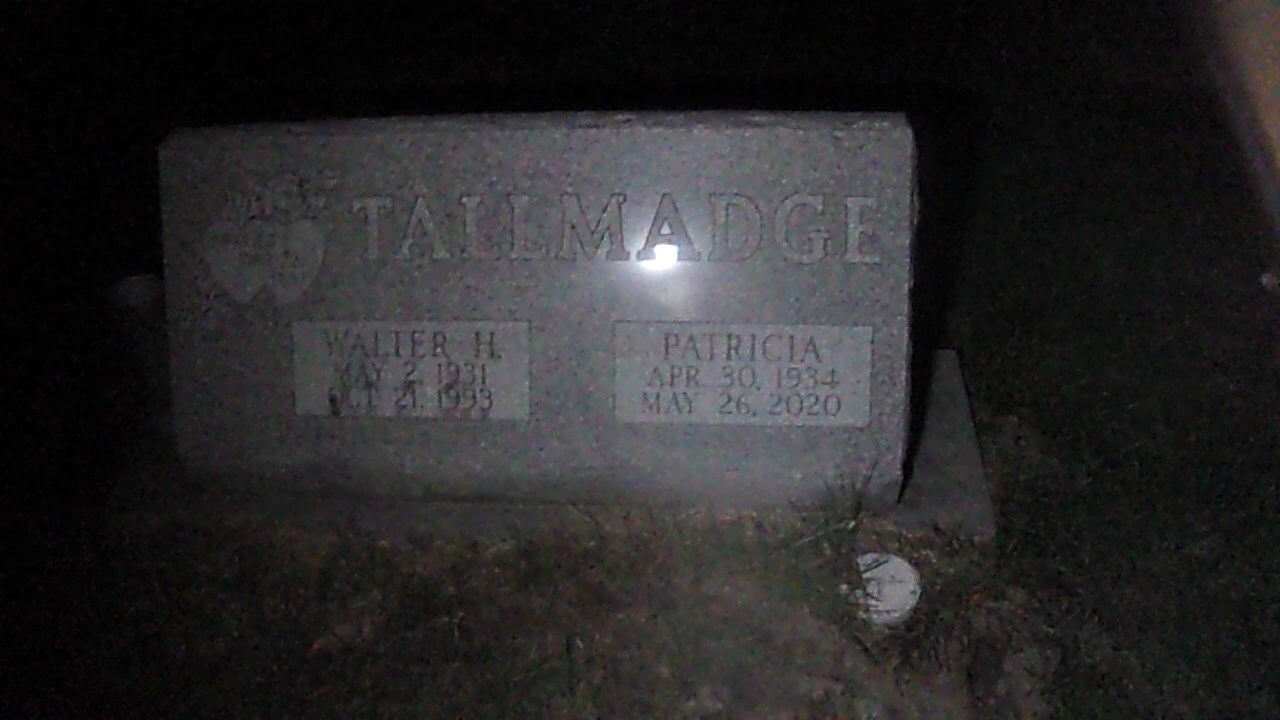 TALLMADGE
WALTER H.
MAY 2, 1931
OCT 21, 1993
PATRICIA
APR. 30, 1934
MAY 26, 2020